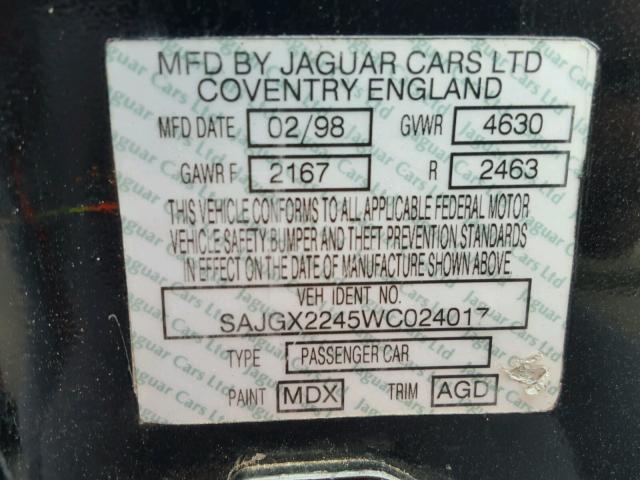 MFD BY JAGUAR CARS LTD
COVENTRY ENGLAND
MFD DATE 02/98 GVWR 4630
GAWR F 2167 R 2463
THIS VEHICLE CONFORMS TO ALL APPLICABLE FEDERAL MOTOR
VEHICLE SAFETY BUMPER AND THEFT PREVENTION STANDARDS
IN EFFECT ON THE DATE OF MANUFACTURE SHOWN ABOVE.
VEH IDENT NO.
SAJGX2245WC024017
TYPE PASSENGER CAR
PAINT MDX TRIM AGD